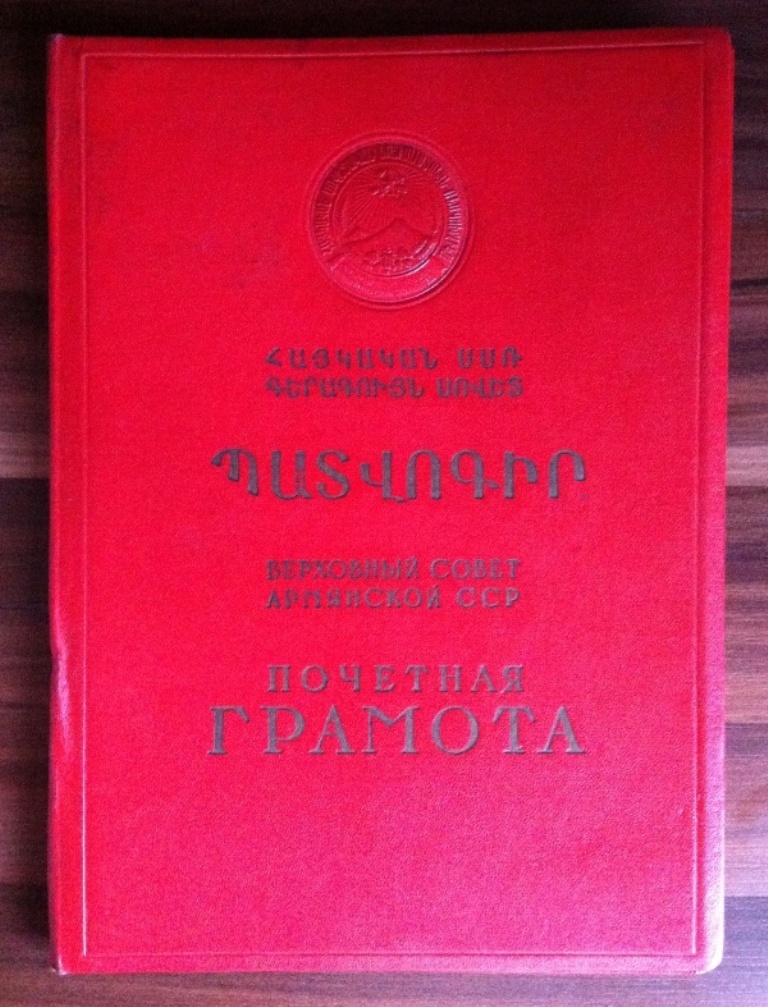 ՀԱՅԿԱԿԱՆ ՍՍՌ
ԳԵՐԱԳՈՒՅՆ ՍՈՎԵՏ
ՊԱՏՎՈԳԻՐ
ВЕРХОВНЫЙ СОВЕТ
АРМЯНСКОЙ ССР
ПОЧЕТНАЯ
ГРАМОТА